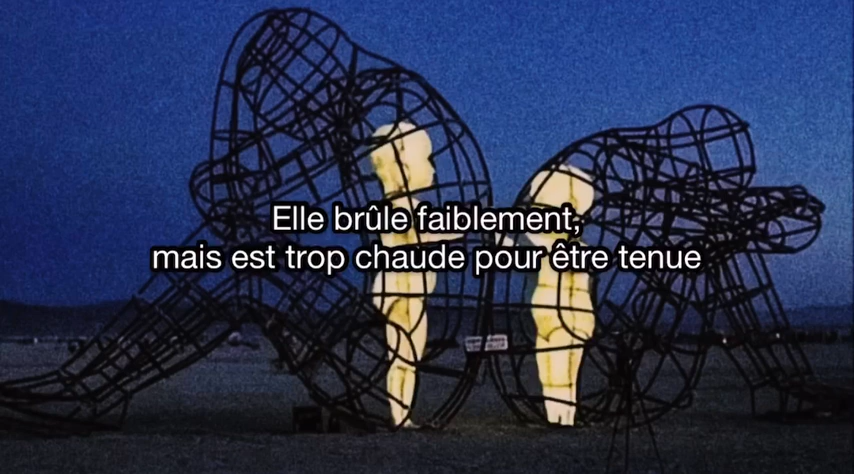 Elle brûle faiblement,
mais est trop chaude pour être tenue